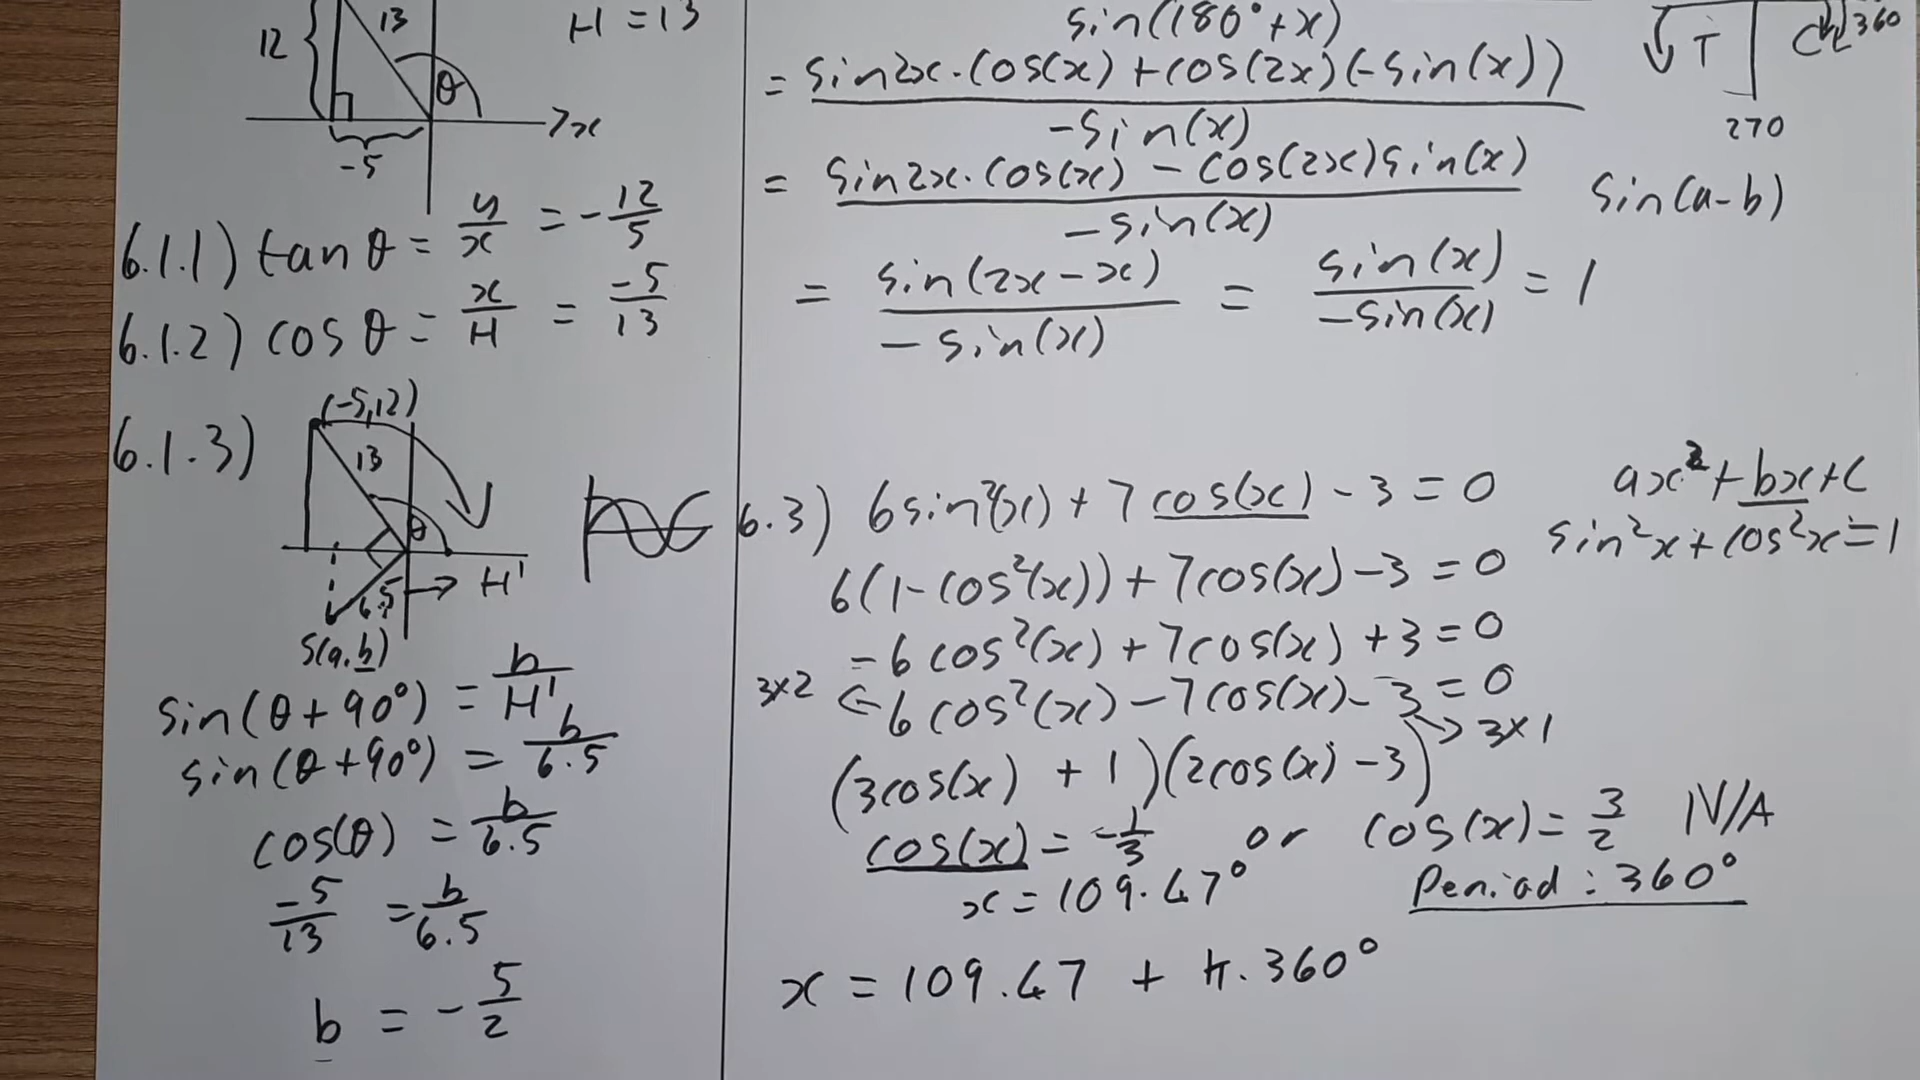 12
13
H = 13
θ
x
-5
6.1.1) tan θ = y/x = -12/5
6.1.2) cos θ = x/H = -5/13
6.1.3)
(-5,12)
13
θ
6.5
H'
S(a,b)
sin(θ+90°) = b/H'
sin(θ+90°) = b/6.5
cos(θ) = b/6.5
-5/13 = b/6.5
b = -5/2
sin(180°+x)
= sin2x.cos(x)+cos(2x)(-sin(x))
-sin(x)
= sin2x.cos(x) - cos(2x)sin(x)
-sin(x)
= sin(2x-x)/-sin(x) = sin(x)/-sin(x) = 1
T
360
270
sin(a-b)
6.3) 6sin²(x) + 7cos(x) - 3 = 0
ax²+bx+c
sin²x+cos²x=1
6(1-cos²(x)) + 7cos(x) - 3 = 0
-6cos²(x) + 7cos(x) + 3 = 0
3x2
6cos²(x) - 7cos(x) - 3 = 0
3x1
(3cos(x) + 1)(2cos(x) - 3)
cos(x) = -1/3 or cos(x) = 3/2 N/A
x = 109.47°
Period : 360°
x = 109.47 + k.360°